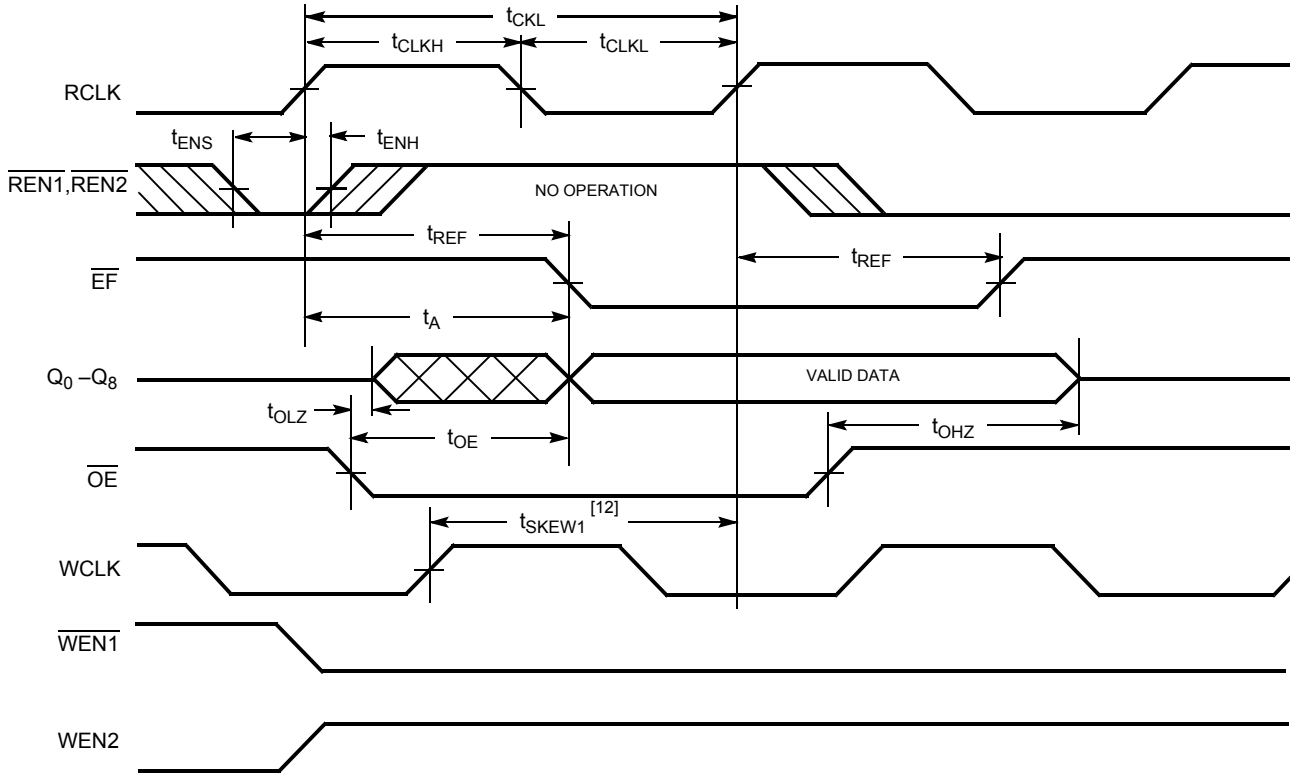 tCKL
tCLKH tCLKL
RCLK
tENS tENH
REN1,REN2 NO OPERATION
tREF
tREF
EF
tA
Q0 –Q8 VALID DATA
tOLZ
tOE tOHZ
OE
tSKEW1 [12]
WCLK
WEN1
WEN2